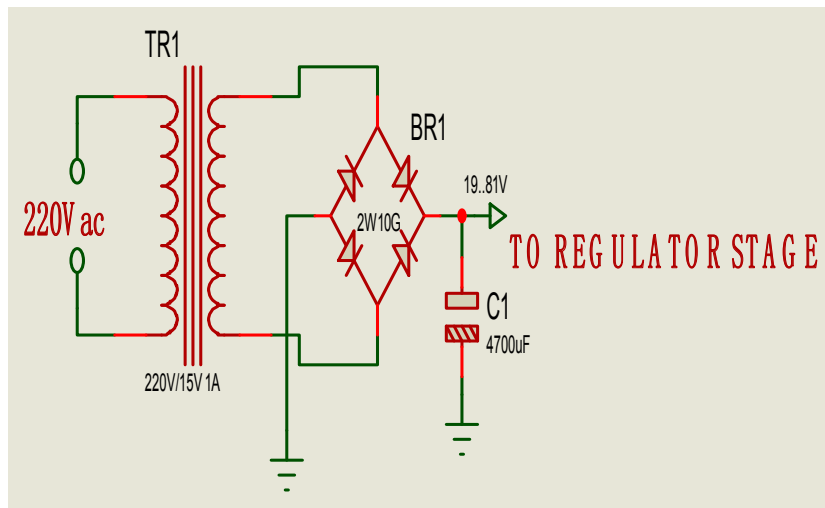 TR1
BR1
19..81V
220V ac
2W10G
TO REGULATOR STAGE
C1
4700uF
220V/15V 1A